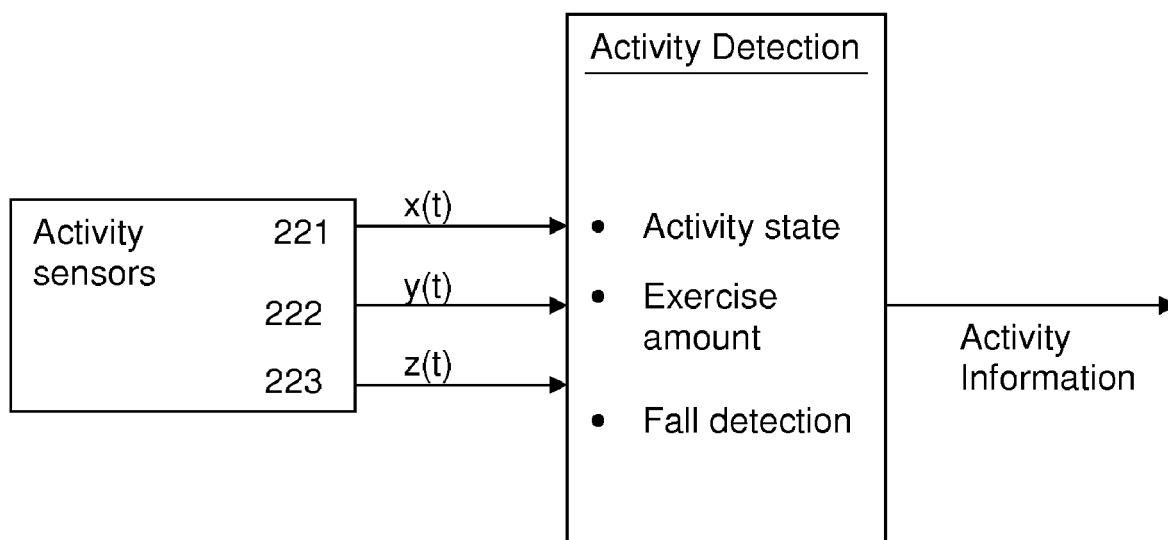 Activity Detection
Activity
sensors
221
222
223
x(t)
y(t)
z(t)
• Activity state
• Exercise
amount
• Fall detection
Activity
Information